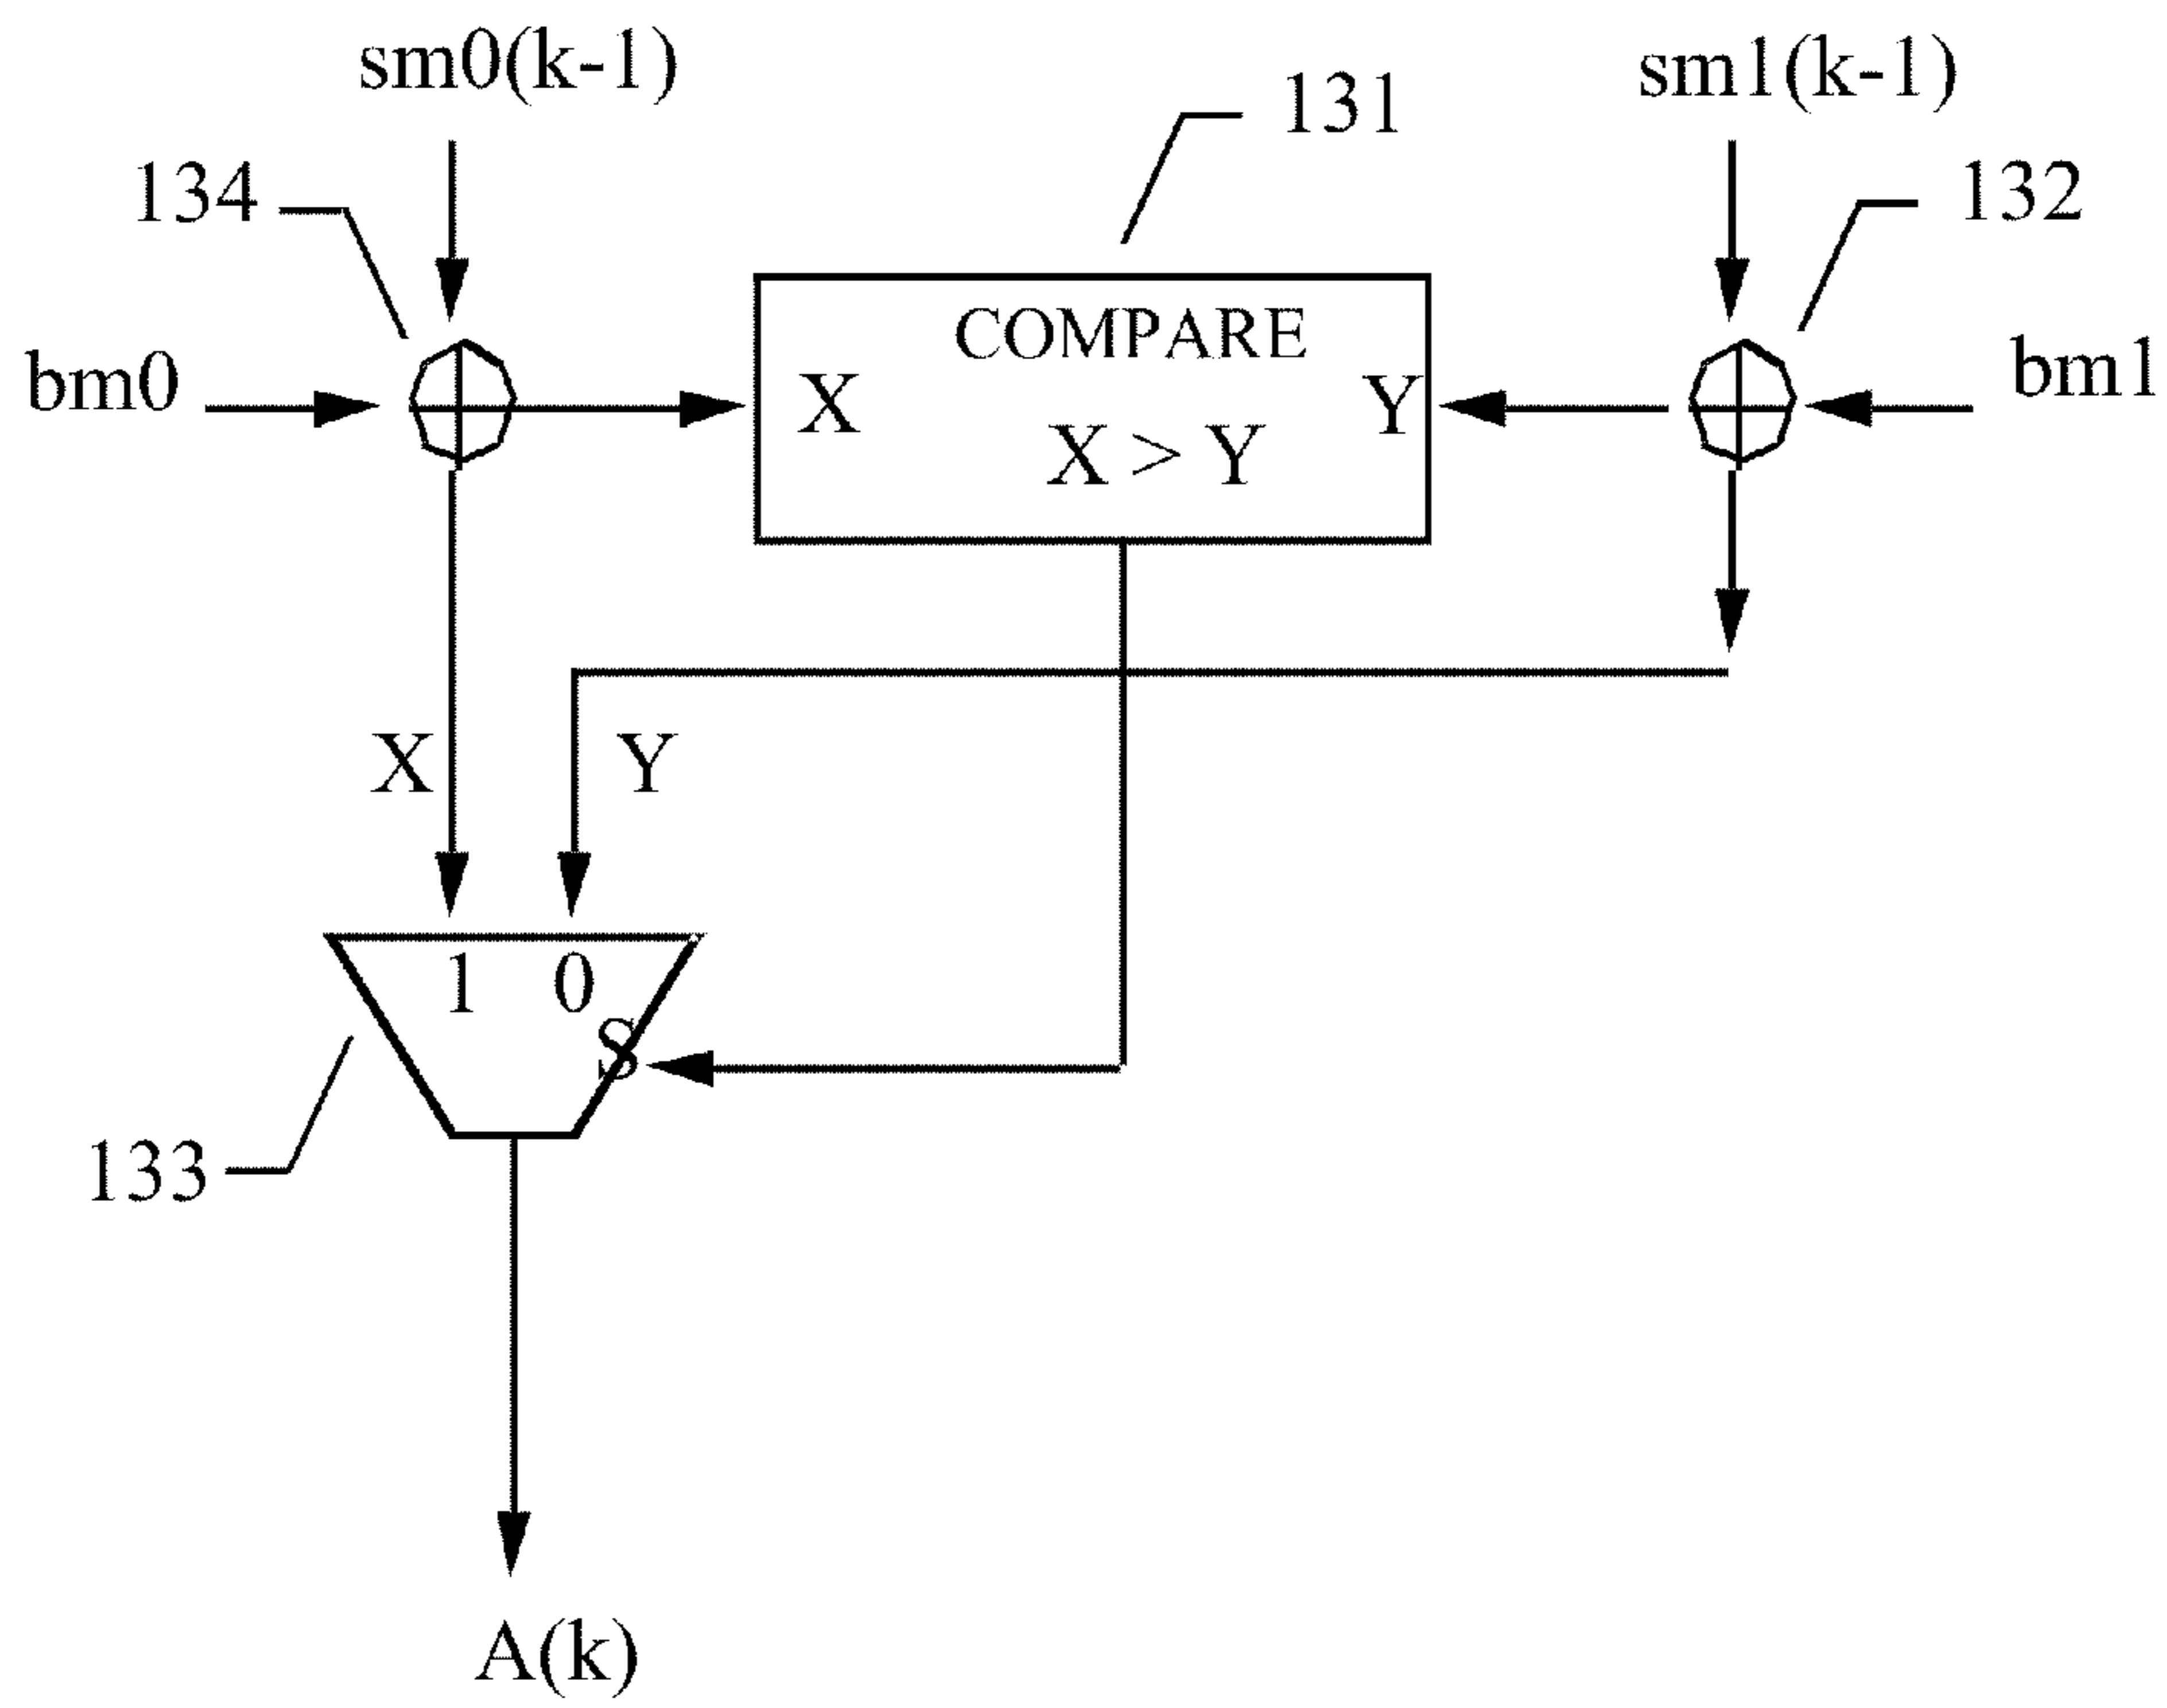 sm0(k-1)
sm1(k-1)
131
134
132
COMPARE
bm0
bm1
X
Y
X > Y
X
Y
1
0
S
133
A(k)